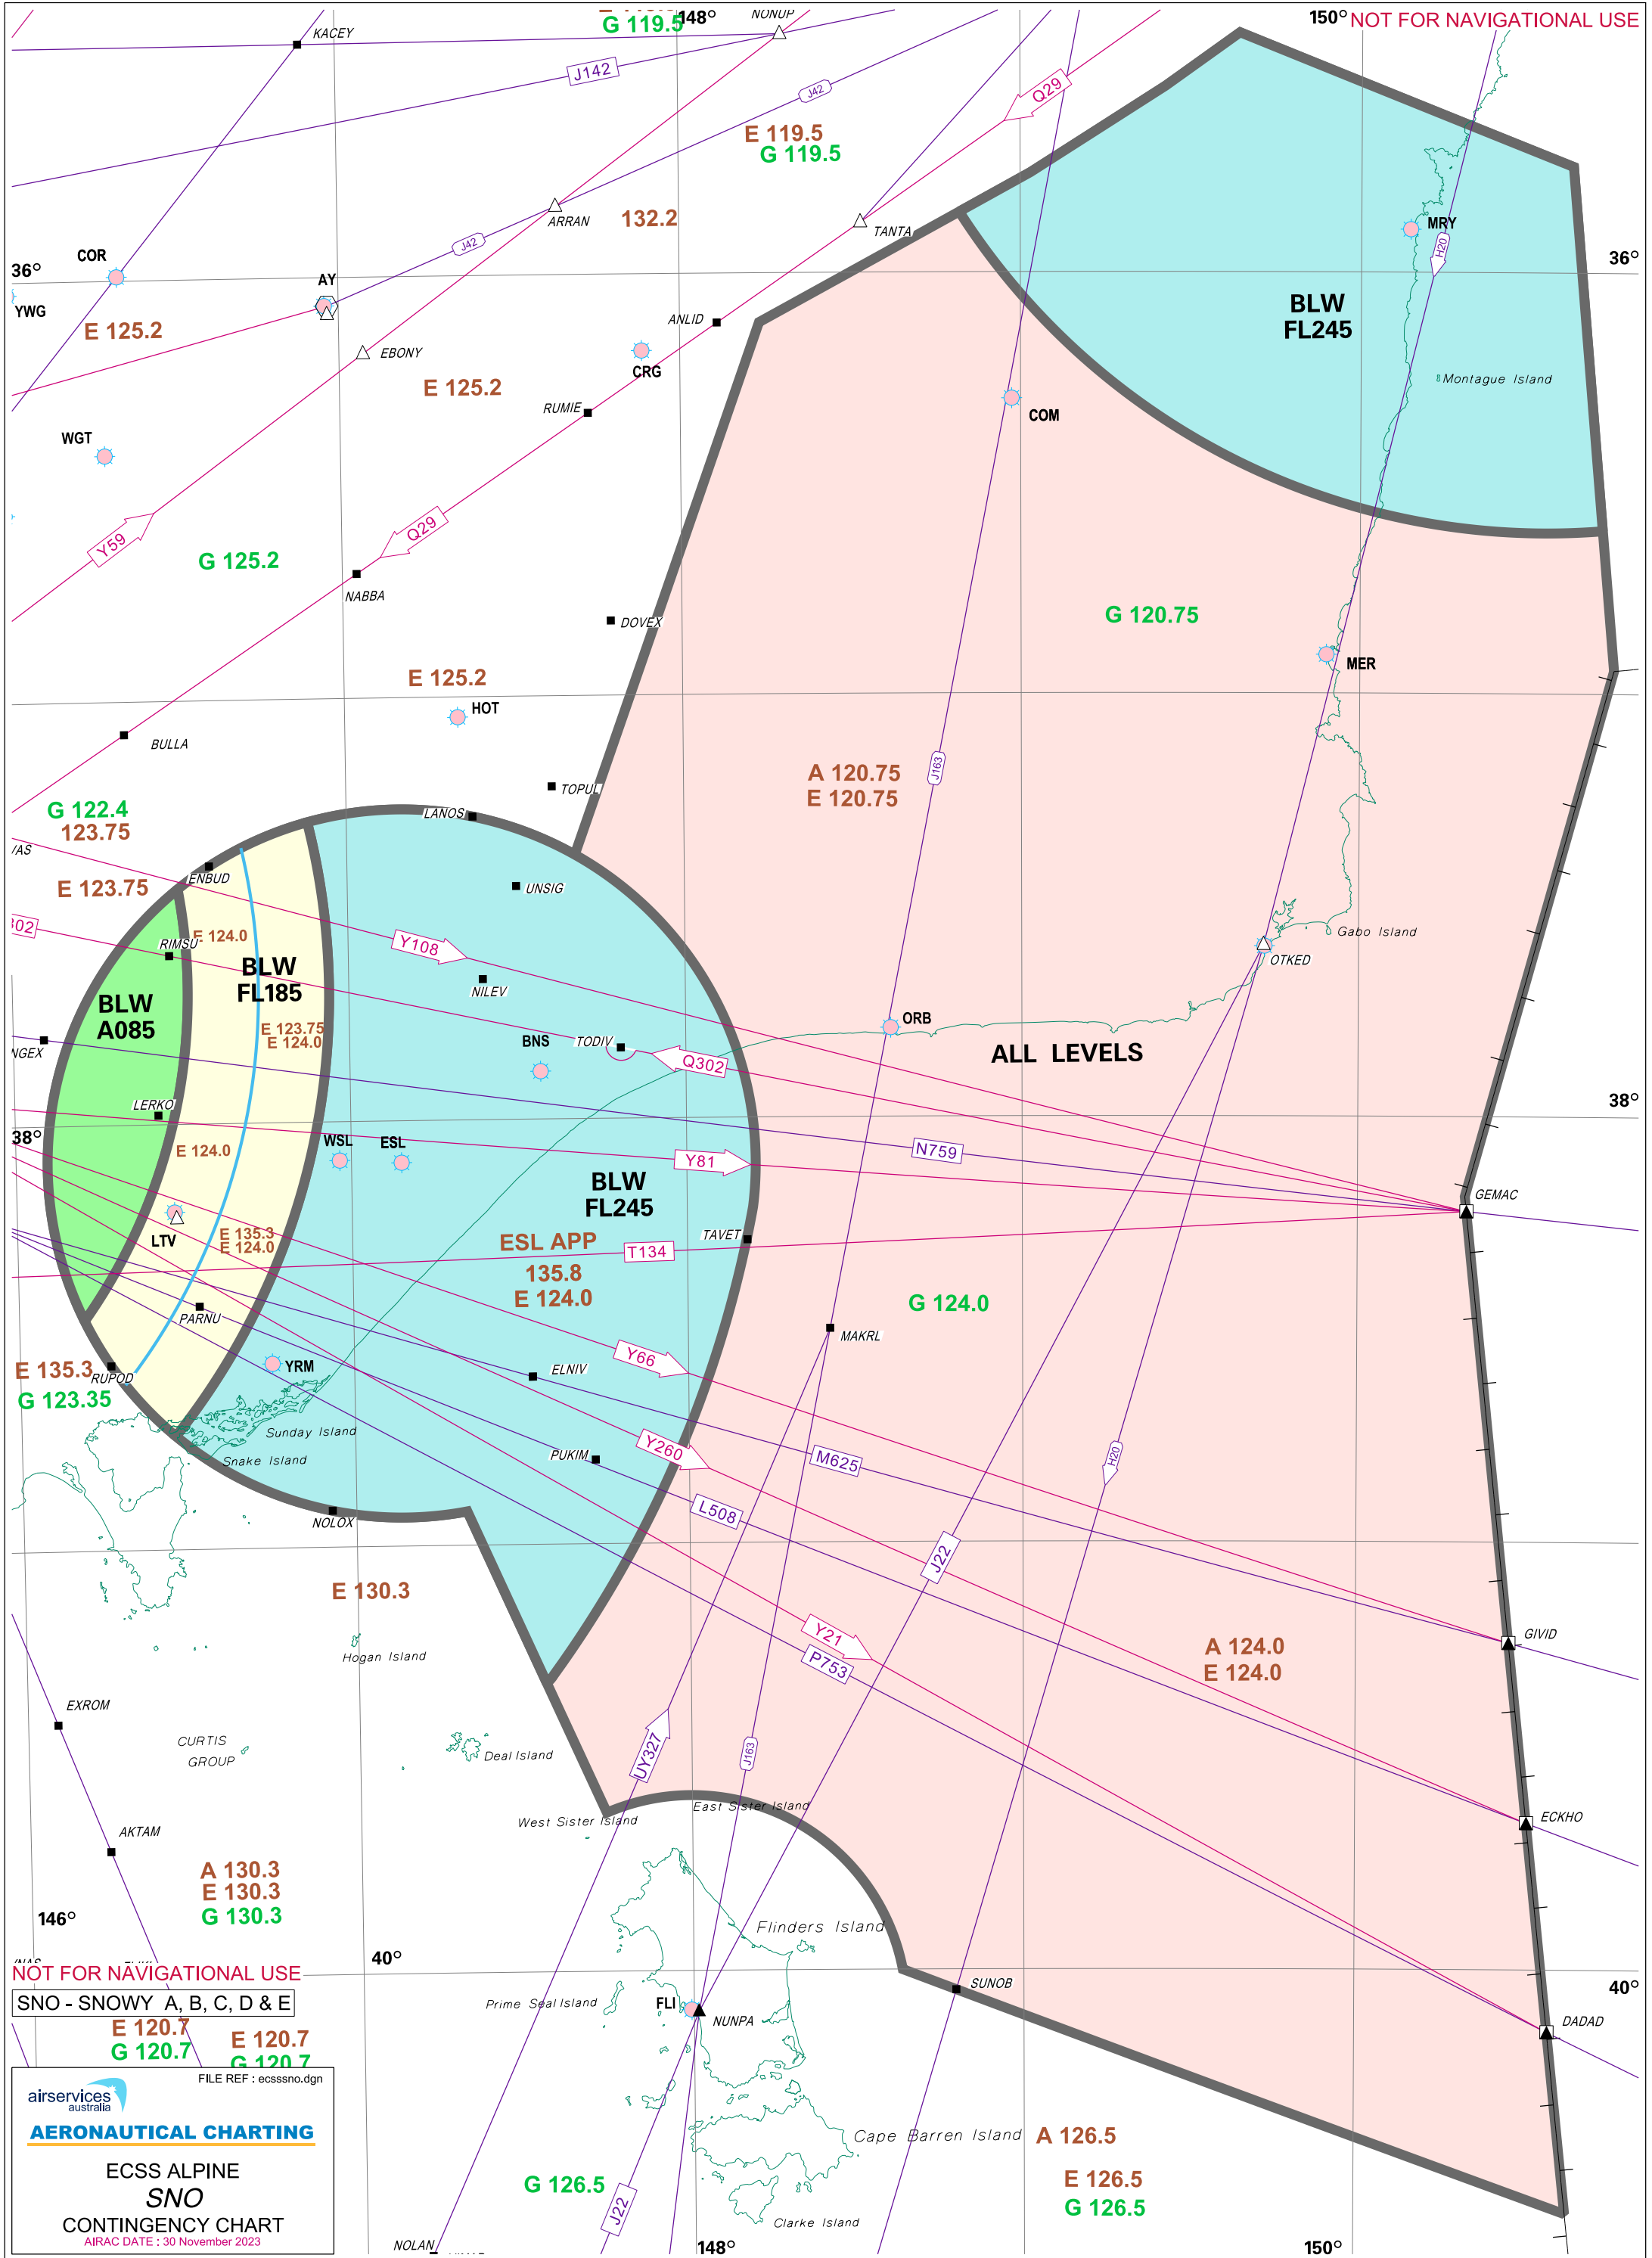 148°
G 119.5
NONUP
150°
NOT FOR NAVIGATIONAL USE
KACEY
J142
J42
Q29
E 119.5
G 119.5
ARRAN
132.2
TANTA
J42
MRY
H20
COR
36°
AY
36°
YWG
E 125.2
BLW
FL245
ANLID
EBONY
CRG
Montague Island
E 125.2
RUMIE
COM
WGT
Y59
Q29
G 125.2
NABBA
DOVEX
G 120.75
MER
E 125.2
HOT
BULLA
J163
A 120.75
E 120.75
TOPUL
G 122.4
123.75
LANOS
VAS
E 123.75
ENBUD
UNSIG
302
RIMSU
E 124.0
Y108
Gabo Island
OTKED
BLW
FL185
NILEV
BLW
A085
ORB
E 123.75
E 124.0
BNS
TODIV
NGEX
ALL LEVELS
Q302
LERKO
38°
38°
WSL
ESL
E 124.0
N759
Y81
BLW
FL245
GEMAC
LTV
E 135.3
E 124.0
ESL APP
T134
TAVET
135.8
E 124.0
G 124.0
PARNU
MAKRL
Y66
E 135.3
RUPOD
YRM
ELNIV
G 123.35
Sunday Island
Snake Island
Y260
PUKIM
M625
H20
L508
NOLOX
J22
E 130.3
Y21
GIVID
A 124.0
E 124.0
P753
Hogan Island
EXROM
CURTIS
GROUP
Deal Island
UY327
J163
East Sister Island
West Sister Island
ECKHO
AKTAM
A 130.3
E 130.3
G 130.3
146°
Flinders Island
40°
NOT FOR NAVIGATIONAL USE
SUNOB
40°
SNO - SNOWY A, B, C, D & E
Prime Seal Island
FLI
NUNPA
DADAD
E 120.7
G 120.7
E 120.7
G 120.7
FILE REF : ecsssno.dgn
airservices
australia
AERONAUTICAL CHARTING
Cape Barren Island
A 126.5
ECSS ALPINE
SNO
CONTINGENCY CHART
AIRAC DATE : 30 November 2023
G 126.5
J22
E 126.5
G 126.5
Clarke Island
NOLAN
148°
150°